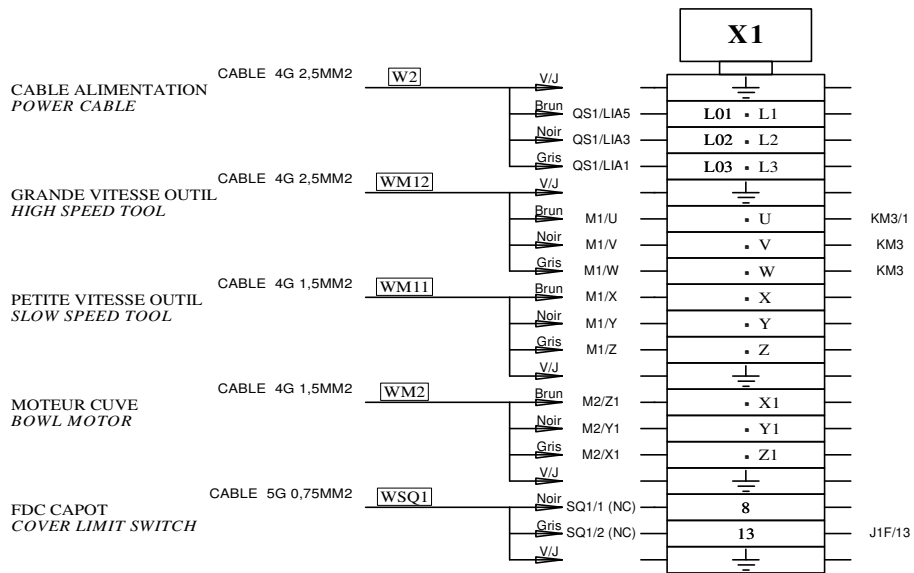 X1
CABLE ALIMENTATION
POWER CABLE
CABLE 4G 2,5MM2 W2 V/J
Brun QS1/LIA5 L01 L1
Noir QS1/LIA3 L02 L2
Gris QS1/LIA1 L03 L3
GRANDE VITESSE OUTIL
HIGH SPEED TOOL
CABLE 4G 2,5MM2 WM12 V/J
Brun M1/U U KM3/1
Noir M1/V V KM3
Gris M1/W W KM3
PETITE VITESSE OUTIL
SLOW SPEED TOOL
CABLE 4G 1,5MM2 WM11 Brun M1/X X
Noir M1/Y Y
Gris M1/Z Z
V/J
MOTEUR CUVE
BOWL MOTOR
CABLE 4G 1,5MM2 WM2 Brun M2/Z1 X1
Noir M2/Y1 Y1
Gris M2/X1 Z1
V/J
FDC CAPOT
COVER LIMIT SWITCH
CABLE 5G 0,75MM2 WSQ1 Noir SQ1/1 (NC) 8
Gris SQ1/2 (NC) 13 J1F/13
V/J